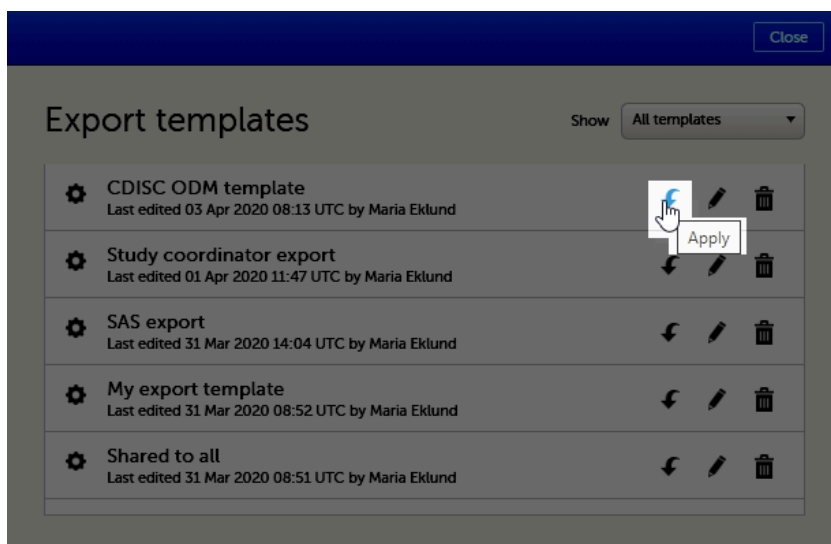 Close
Export templates
Show All templates
CDISC ODM template
Last edited 03 Apr 2020 08:13 UTC by Maria Eklund
Apply
Study coordinator export
Last edited 01 Apr 2020 11:47 UTC by Maria Eklund
SAS export
Last edited 31 Mar 2020 14:04 UTC by Maria Eklund
My export template
Last edited 31 Mar 2020 08:52 UTC by Maria Eklund
Shared to all
Last edited 31 Mar 2020 08:51 UTC by Maria Eklund